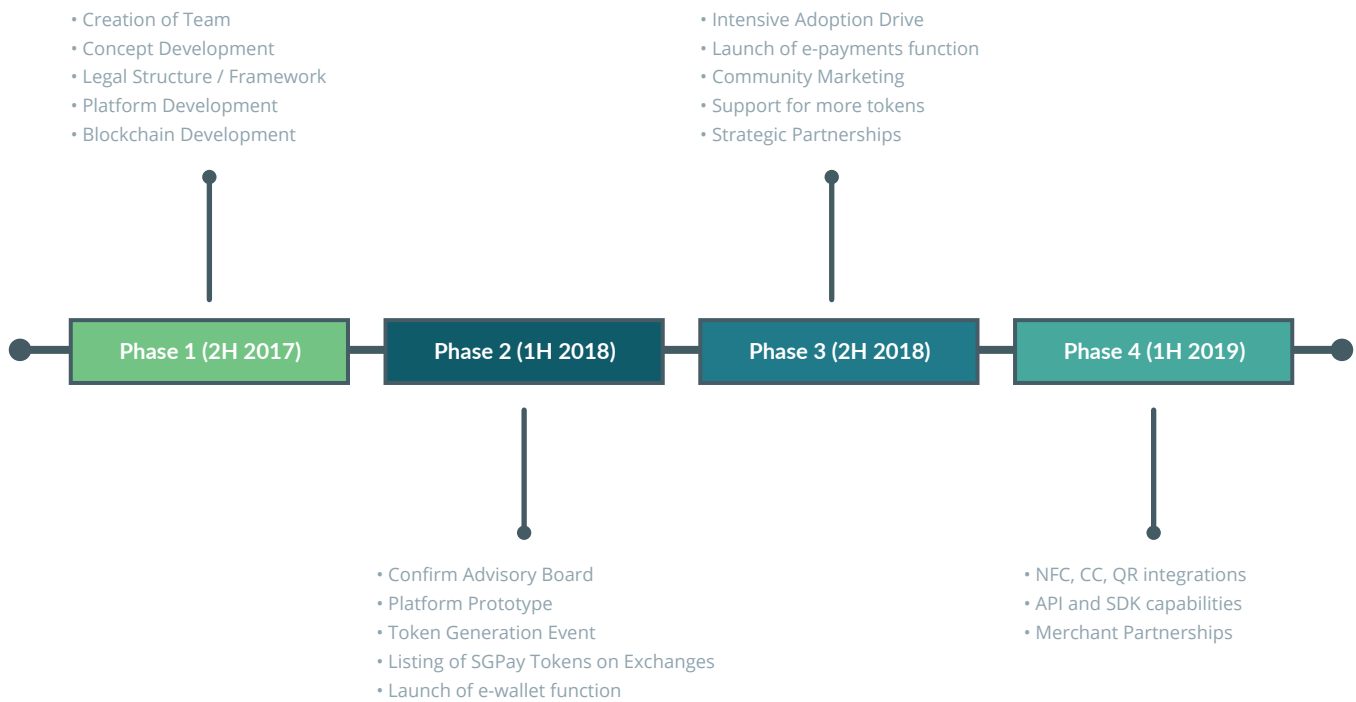 • Creation of Team
• Concept Development
• Legal Structure / Framework
• Platform Development
• Blockchain Development
• Intensive Adoption Drive
• Launch of e-payments function
• Community Marketing
• Support for more tokens
• Strategic Partnerships
Phase 1 (2H 2017)
Phase 2 (1H 2018)
Phase 3 (2H 2018)
Phase 4 (1H 2019)
• Confirm Advisory Board
• Platform Prototype
• Token Generation Event
• Listing of SGPay Tokens on Exchanges
• Launch of e-wallet function
• NFC, CC, QR integrations
• API and SDK capabilities
• Merchant Partnerships